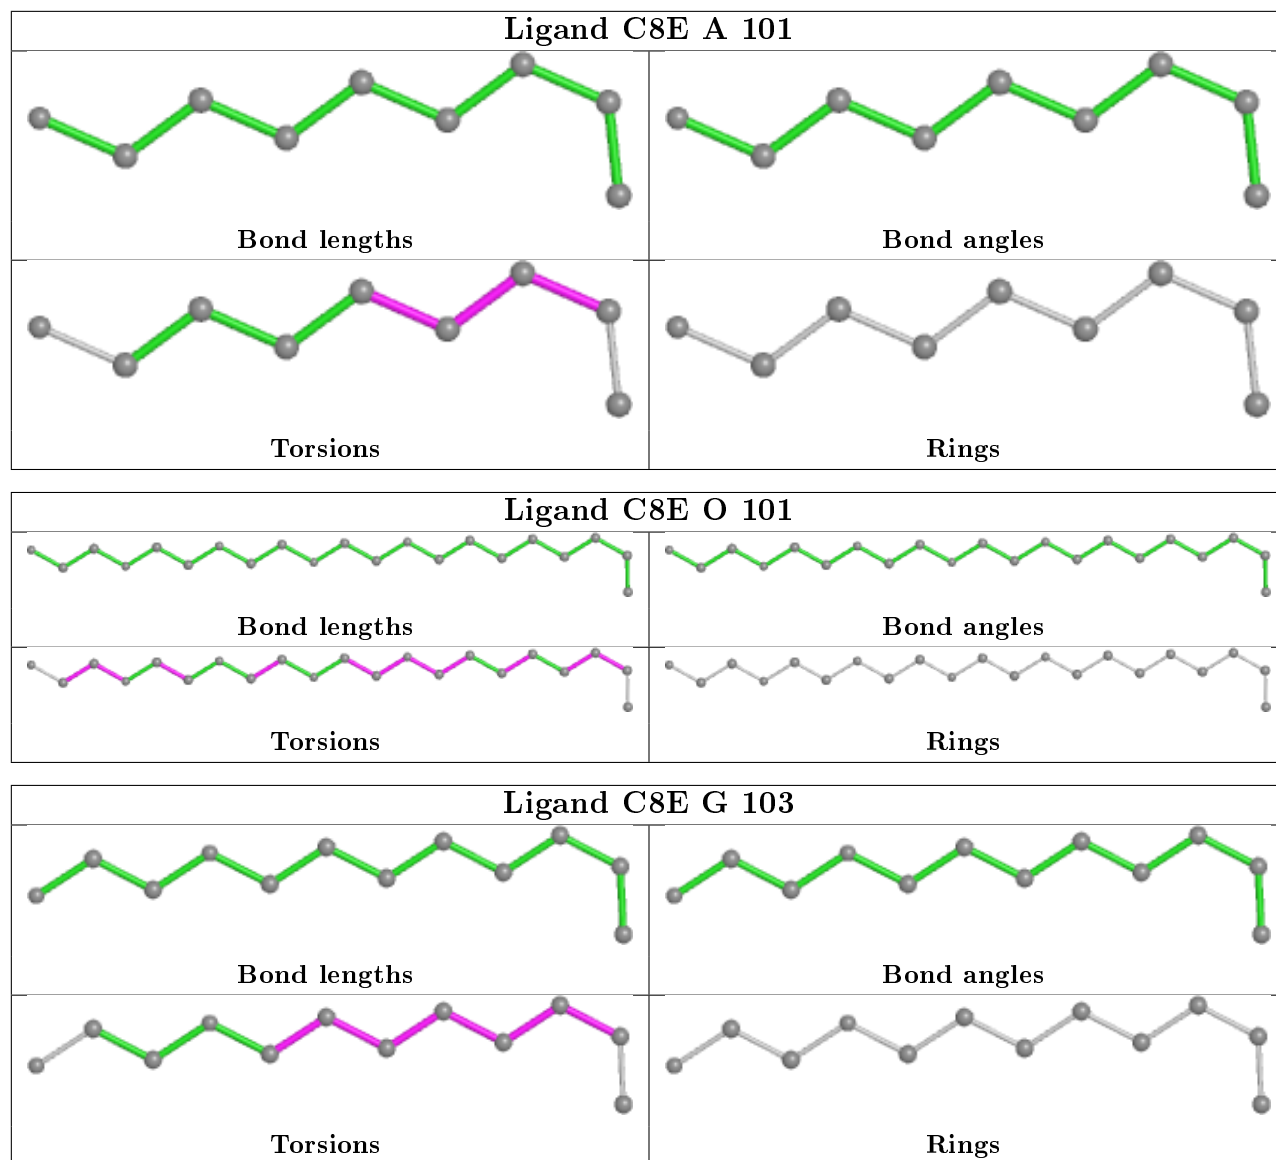 Ligand C8E A 101
Bond lengths
Bond angles
Torsions
Rings
Ligand C8E O 101
Bond lengths
Bond angles
Torsions
Rings
Ligand C8E G 103
Bond lengths
Bond angles
Torsions
Rings